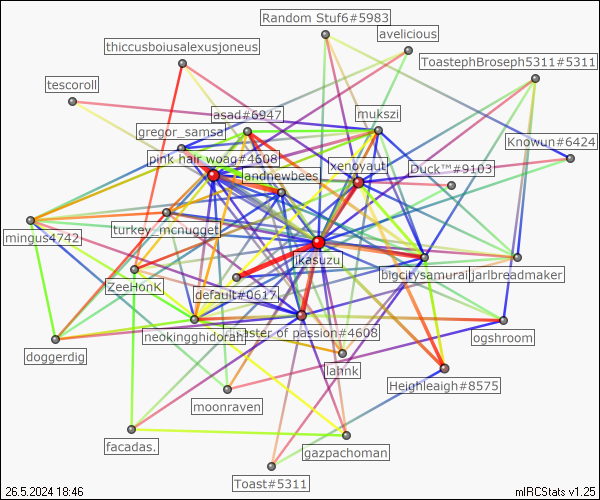 Random Stuf6#5983
avelicious
thiccusboiusalexusjoneus
ToastephBroseph5311#5311
tescoroll
asad#6947
mukszi
gregor_samsa
Knowun#6424
pink hair woag#4608
xenoyaut
Duck™#9103
andnewbees
turkey_mcnugget
mingus4742
ikasuzu
bigcitysamurai
jarlbreadmaker
ZeeHonK
default#0617
neokingghidorah
aster of passion#4608
ogshroom
doggerdig
liahnk
Heighleaigh#8575
moonraven
facadas.
gazpachoman
Toast#5311
26.5.2024 18:46
mIRCStats v1.25